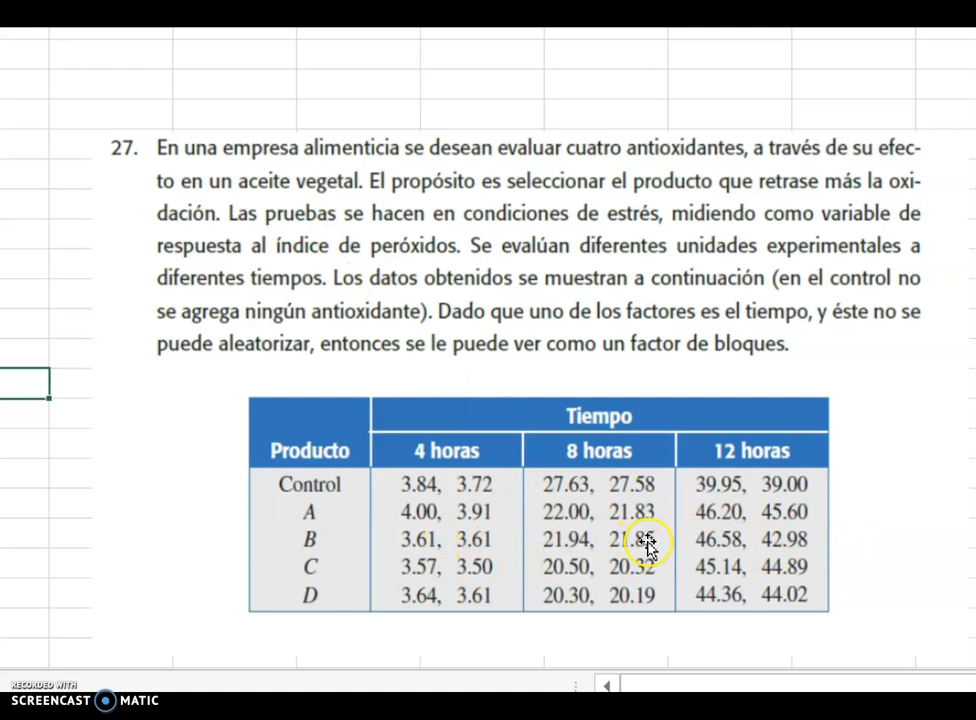 27. En una empresa alimenticia se desean evaluar cuatro antioxidantes, a través de su efec-
to en un aceite vegetal. El propósito es seleccionar el producto que retrase más la oxi-
dación. Las pruebas se hacen en condiciones de estrés, midiendo como variable de
respuesta al índice de peróxidos. Se evalúan diferentes unidades experimentales a
diferentes tiempos. Los datos obtenidos se muestran a continuación (en el control no
se agrega ningún antioxidante). Dado que uno de los factores es el tiempo, y éste no se
puede aleatorizar, entonces se le puede ver como un factor de bloques.
Tiempo
Producto 4 horas 8 horas 12 horas
Control 3.84, 3.72 27.63, 27.58 39.95, 39.00
A 4.00, 3.91 22.00, 21.83 46.20, 45.60
B 3.61, 3.61 21.94, 46.58, 42.98
C 3.57, 3.50 20.50, 20.32 45.14, 44.89
D 3.64, 3.61 20.30, 20.19 44.36, 44.02
RECORDED WITH
SCREENCAST MATIC